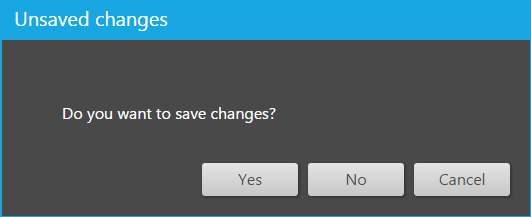 Unsaved changes
Do you want to save changes?
Yes No Cancel